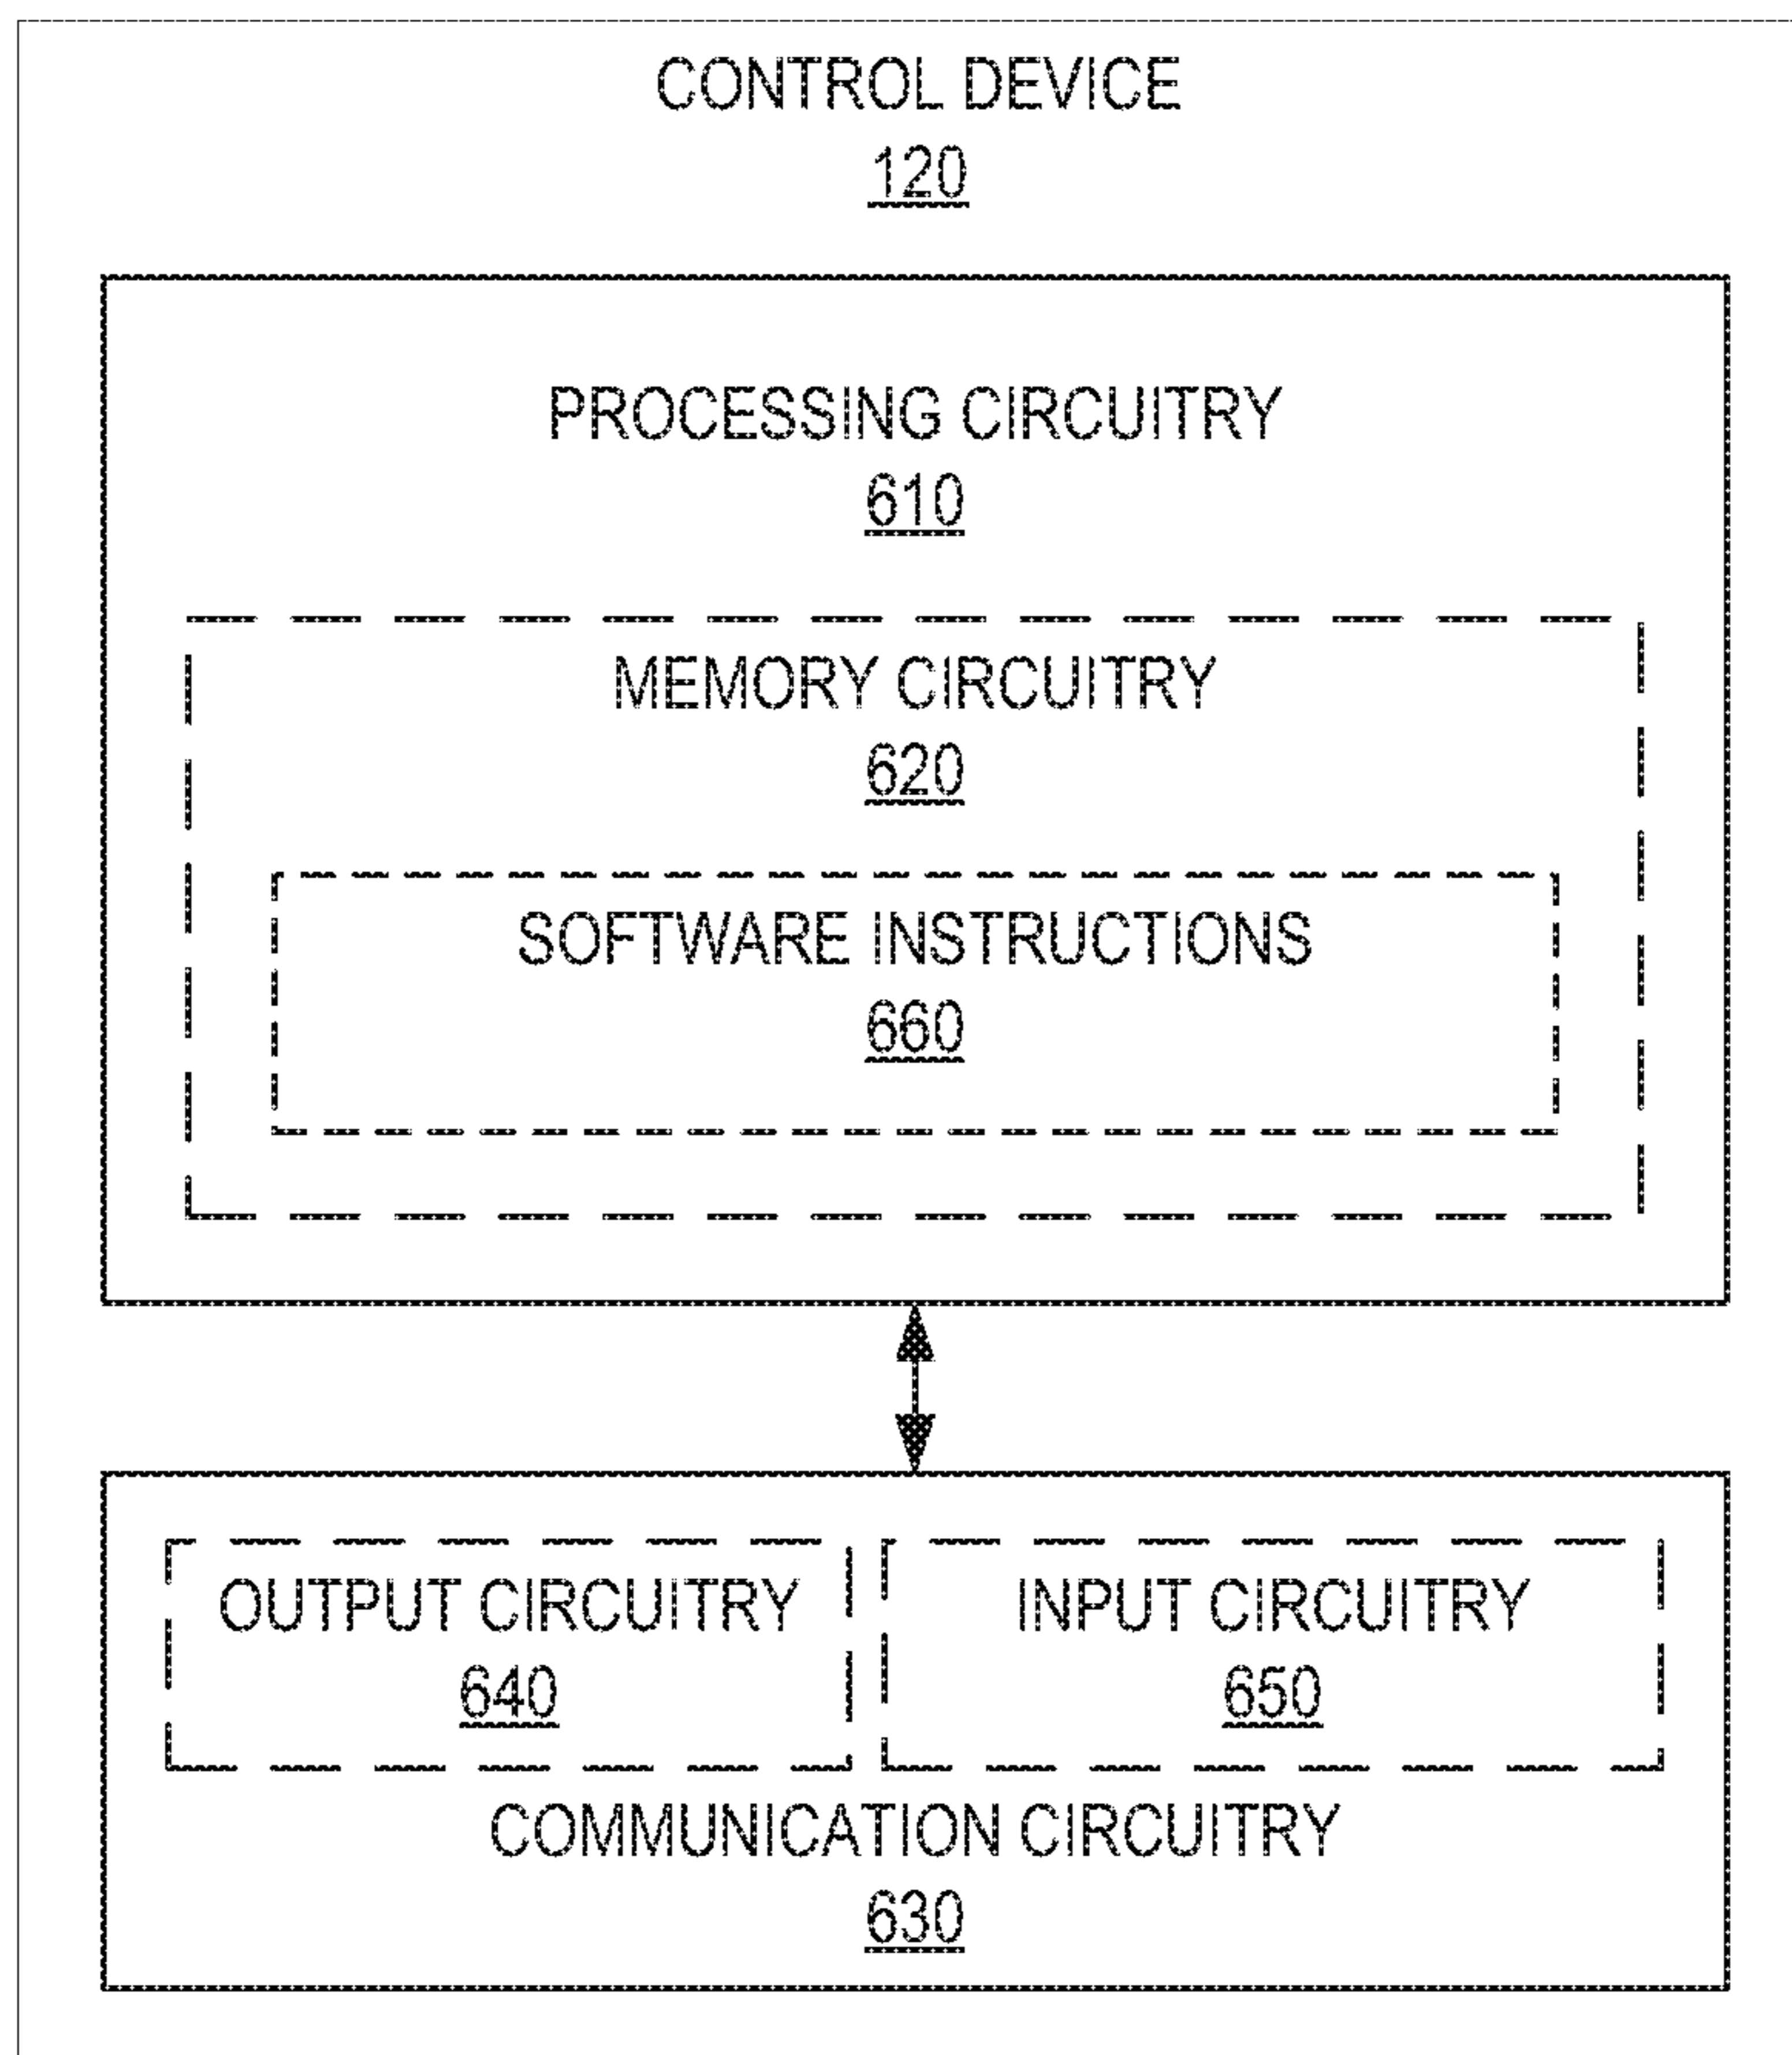 CONTROL DEVICE
120
PROCESSING CIRCUITRY
610
MEMORY CIRCUITRY
620
SOFTWARE INSTRUCTIONS
660
OUTPUT CIRCUITRY
640
INPUT CIRCUITRY
650
COMMUNICATION CIRCUITRY
630